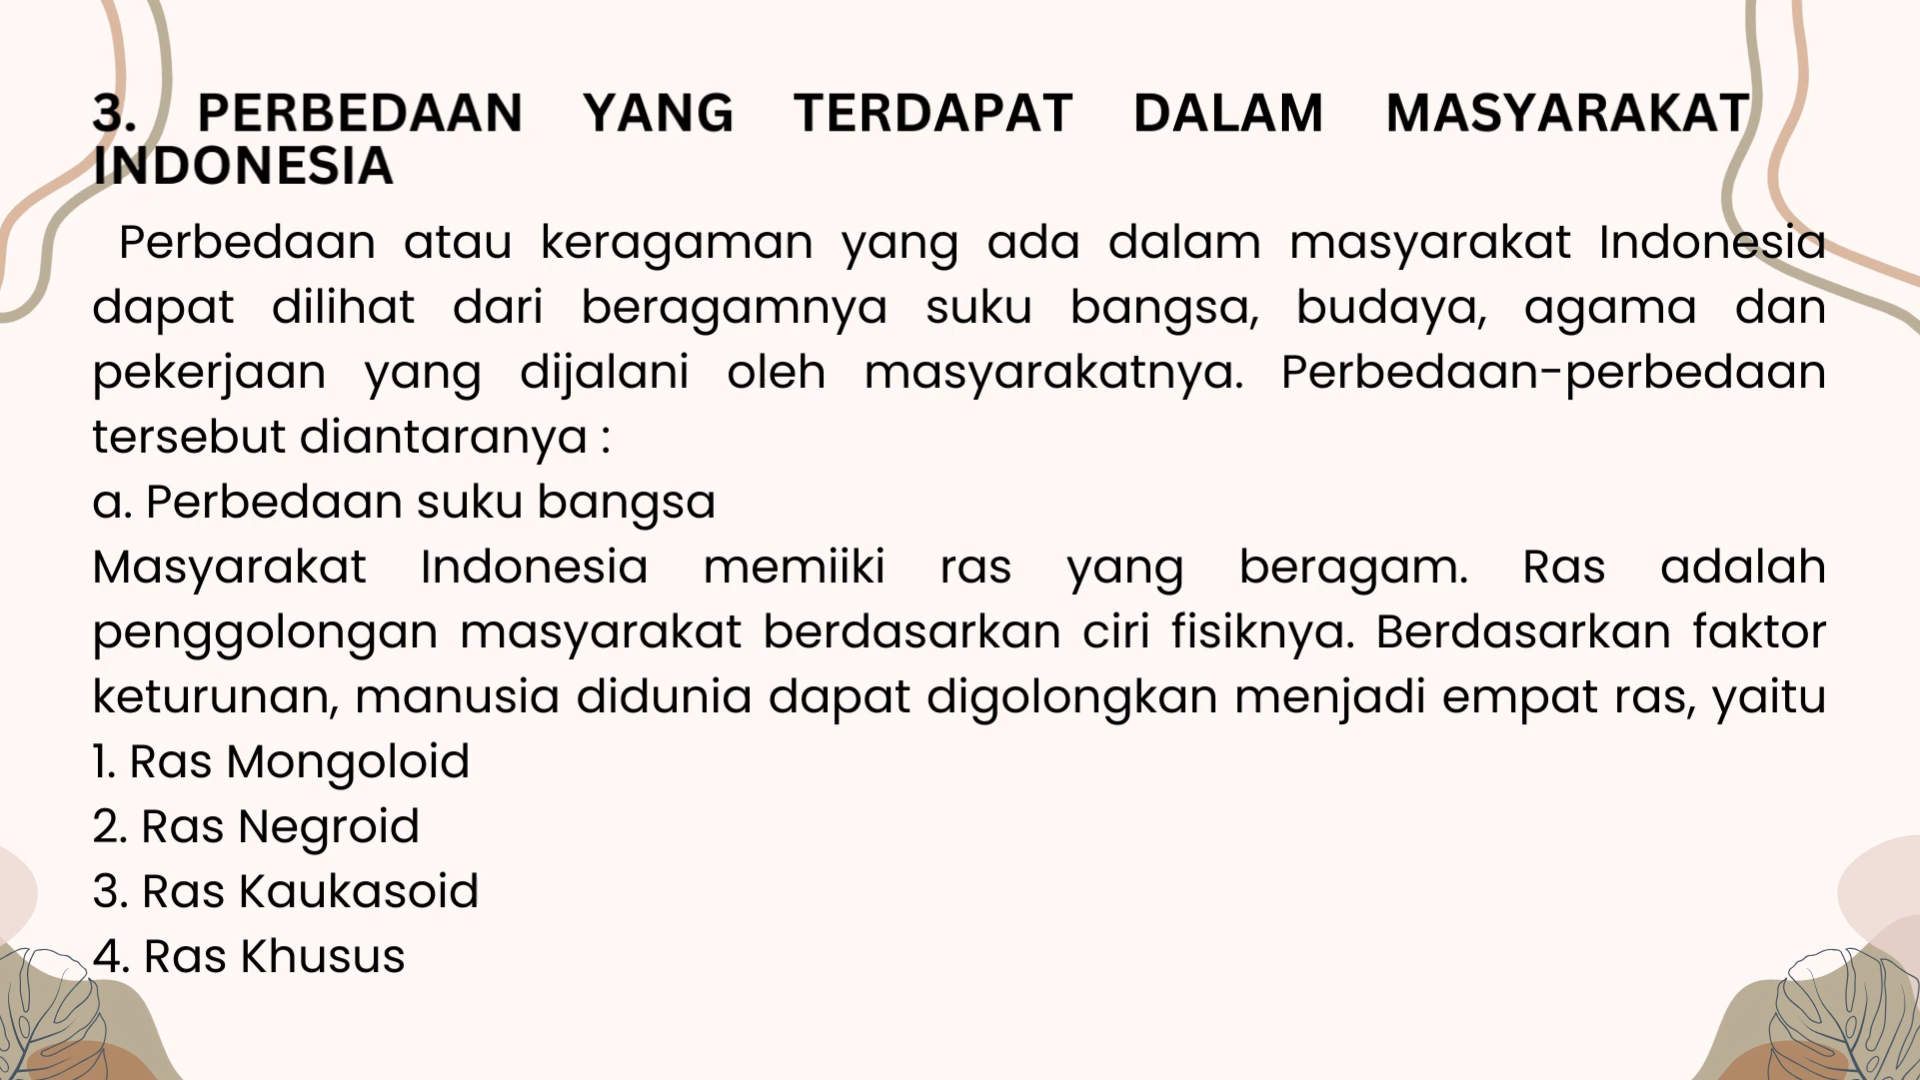 3. PERBEDAAN YANG TERDAPAT DALAM MASYARAKAT
INDONESIA
Perbedaan atau keragaman yang ada dalam masyarakat Indonesia
dapat dilihat dari beragamnya suku bangsa, budaya, agama dan
pekerjaan yang dijalani oleh masyarakatnya. Perbedaan-perbedaan
tersebut diantaranya :
a. Perbedaan suku bangsa
Masyarakat Indonesia memiiki ras yang beragam. Ras adalah
penggolongan masyarakat berdasarkan ciri fisiknya. Berdasarkan faktor
keturunan, manusia didunia dapat digolongkan menjadi empat ras, yaitu
1. Ras Mongoloid
2. Ras Negroid
3. Ras Kaukasoid
4. Ras Khusus